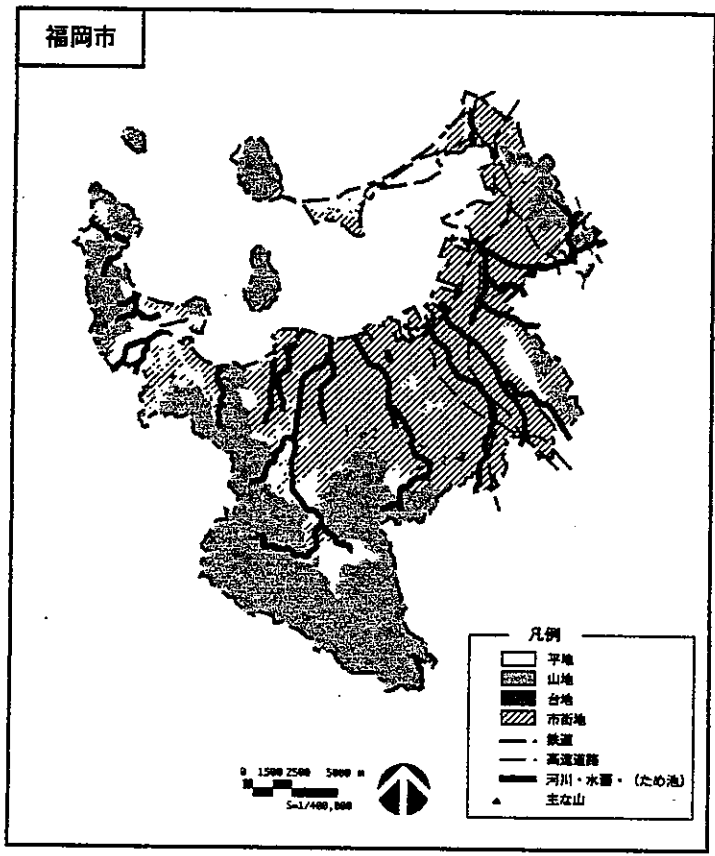 福岡市
凡例
平地
山地
台地
市街地
鉄道
高速道路
河川・水面・(ため池)
主な山
0 1500 2500 5000 m
S=1/400,000